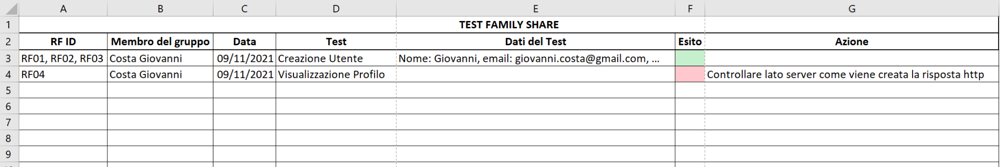 A B C D E F G
1 TEST FAMILY SHARE
2 RF ID Membro del gruppo Data Test Dati del Test Esito Azione
3 RF01, RF02, RF03 Costa Giovanni 09/11/2021 Creazione Utente Nome: Giovanni, email: giovanni.costa@gmail.com, ...
4 RF04 Costa Giovanni 09/11/2021 Visualizzazione Profilo Controllare lato server come viene creata la risposta http
5
6
7
8
9